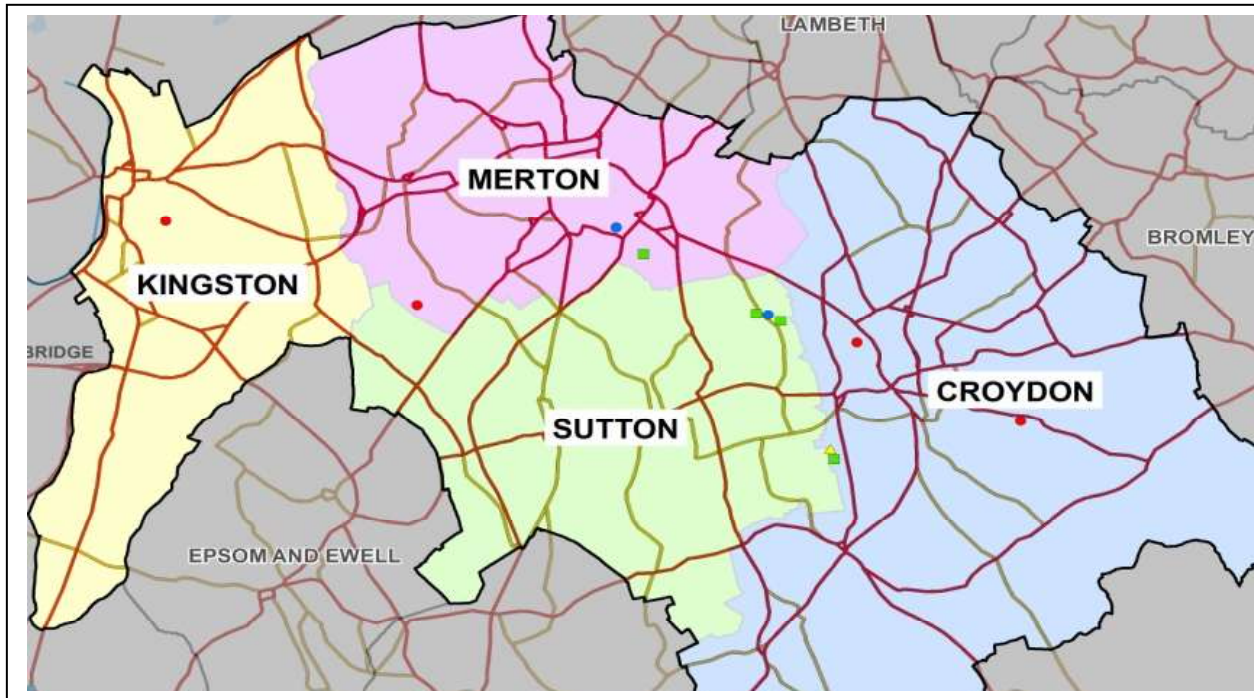 LAMBETH
MERTON
BROMLEY
KINGSTON
BRIDGE
CROYDON
SUTTON
EPSOM AND EWELL